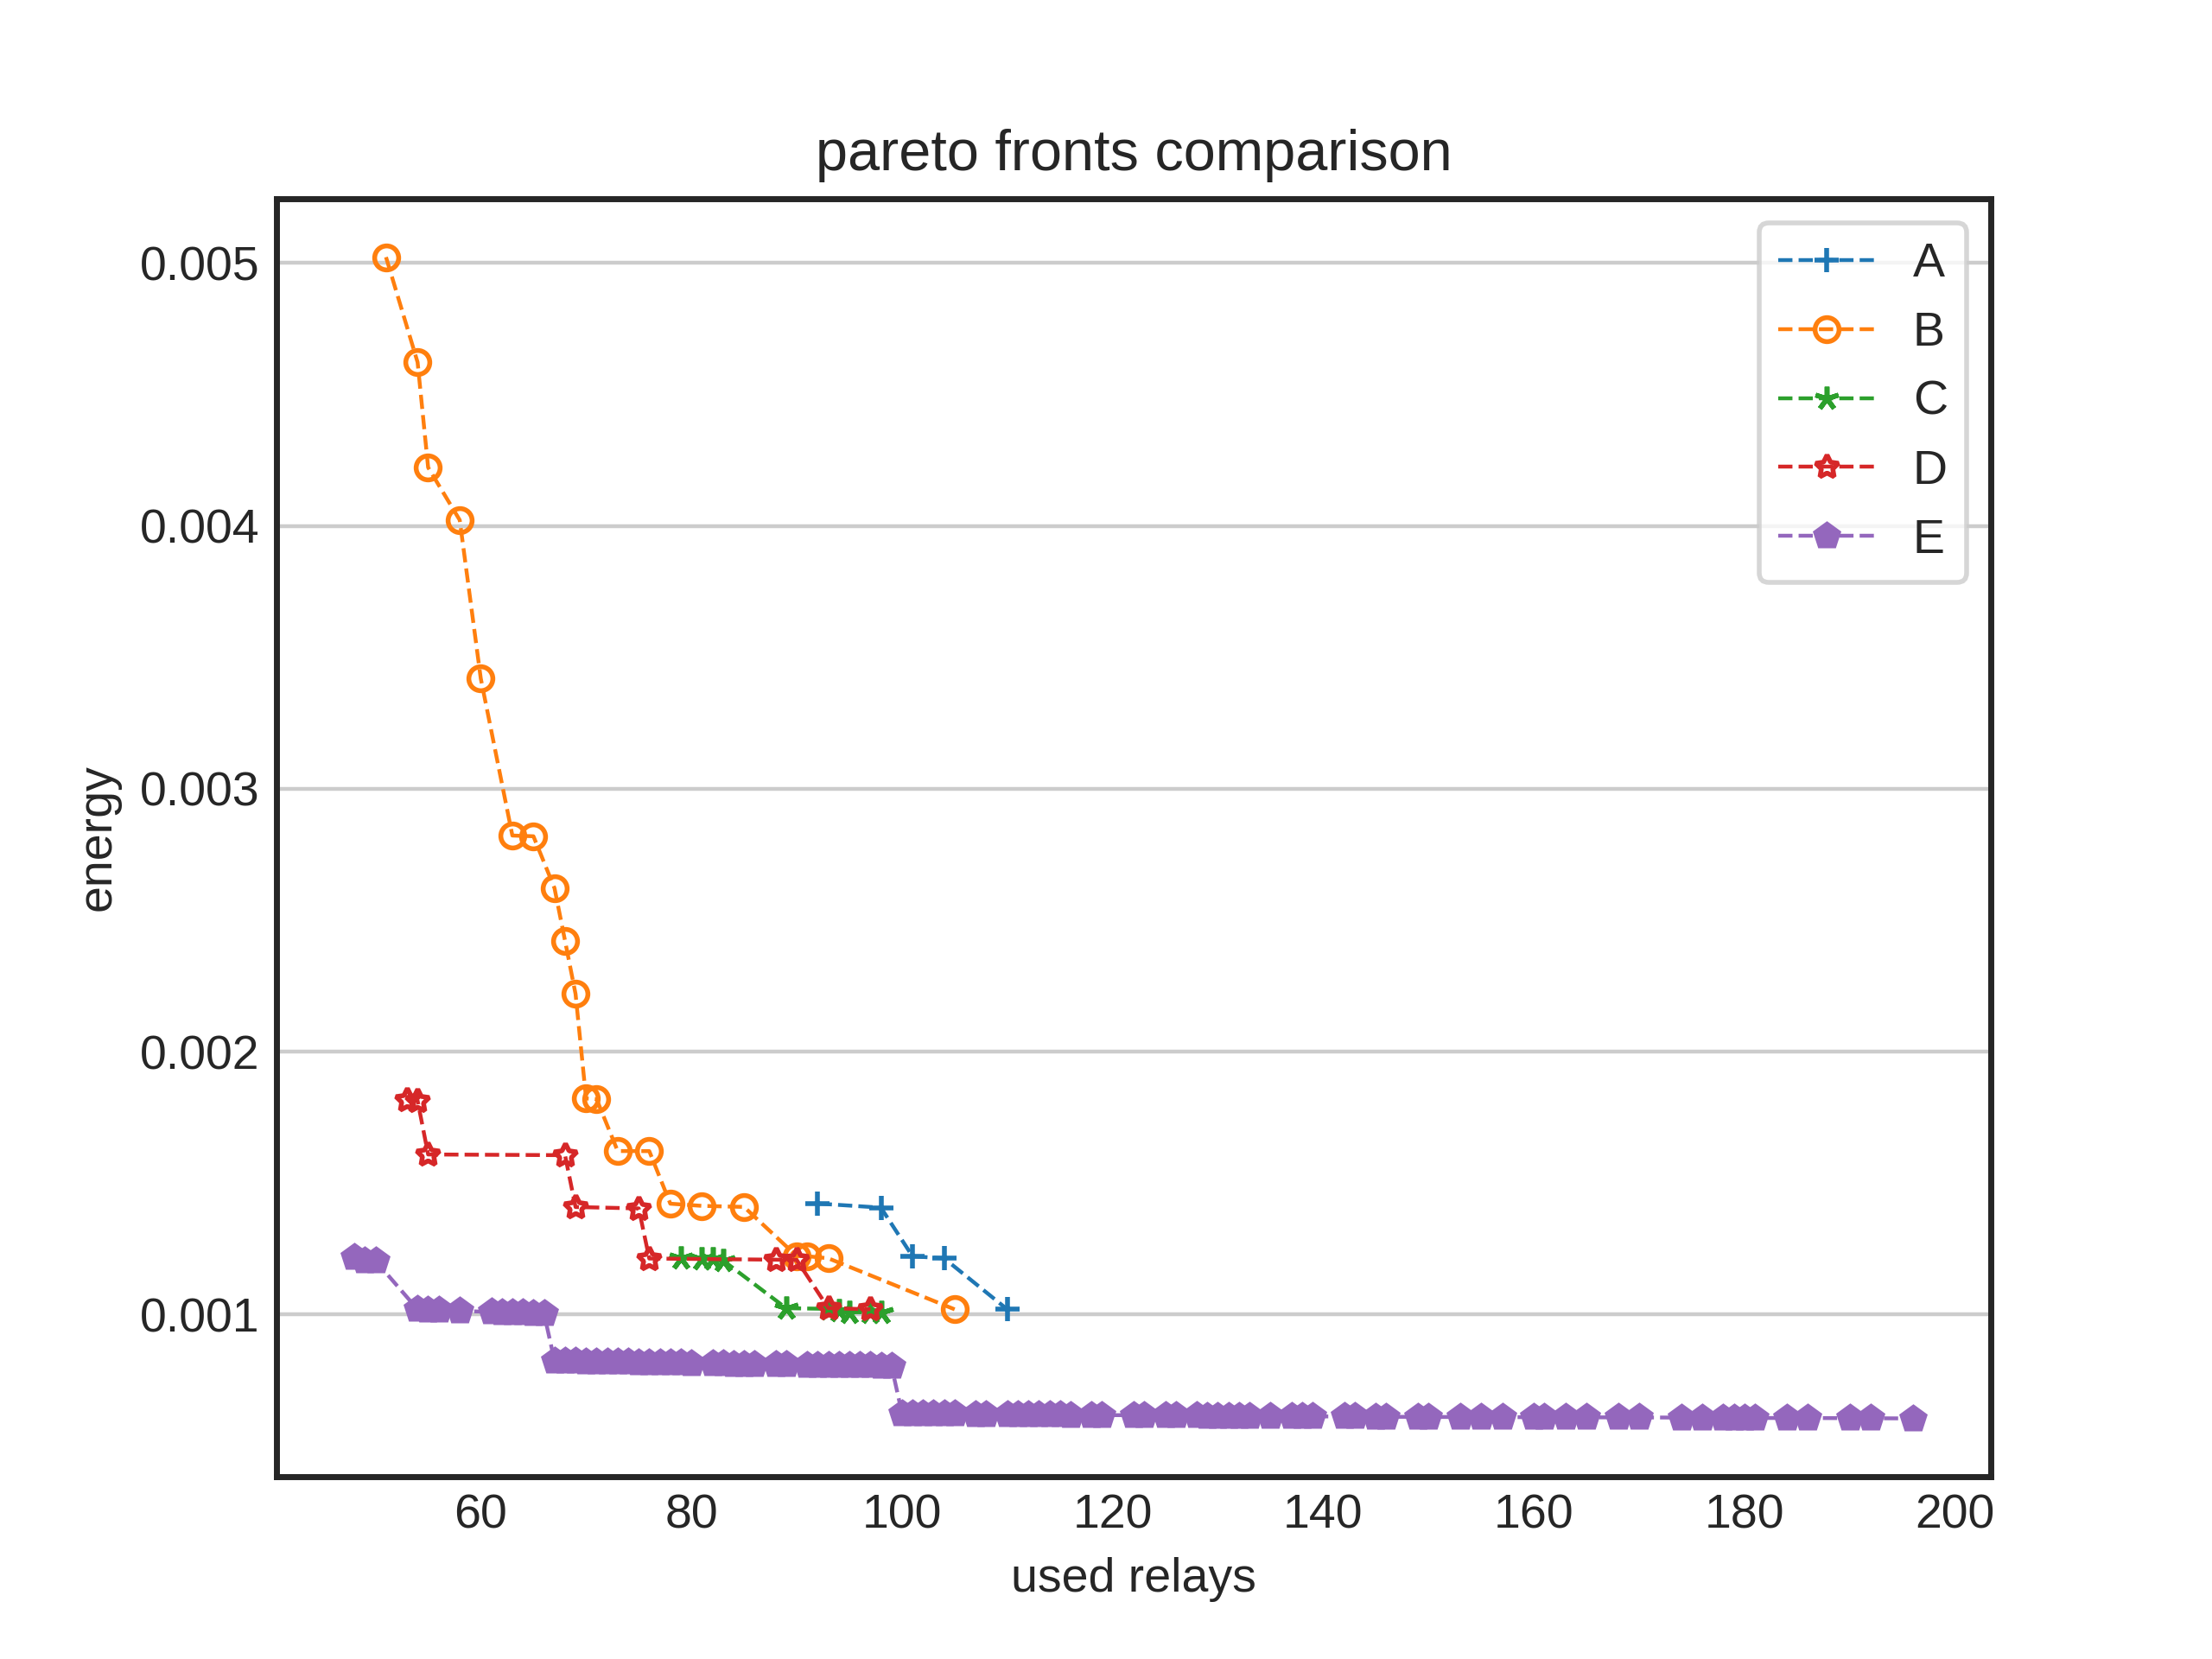 pareto fronts comparison
0.005
0.004
0.003
0.002
0.001
energy
A
B
C
D
E
60 80 100 120 140 160 180 200
used relays